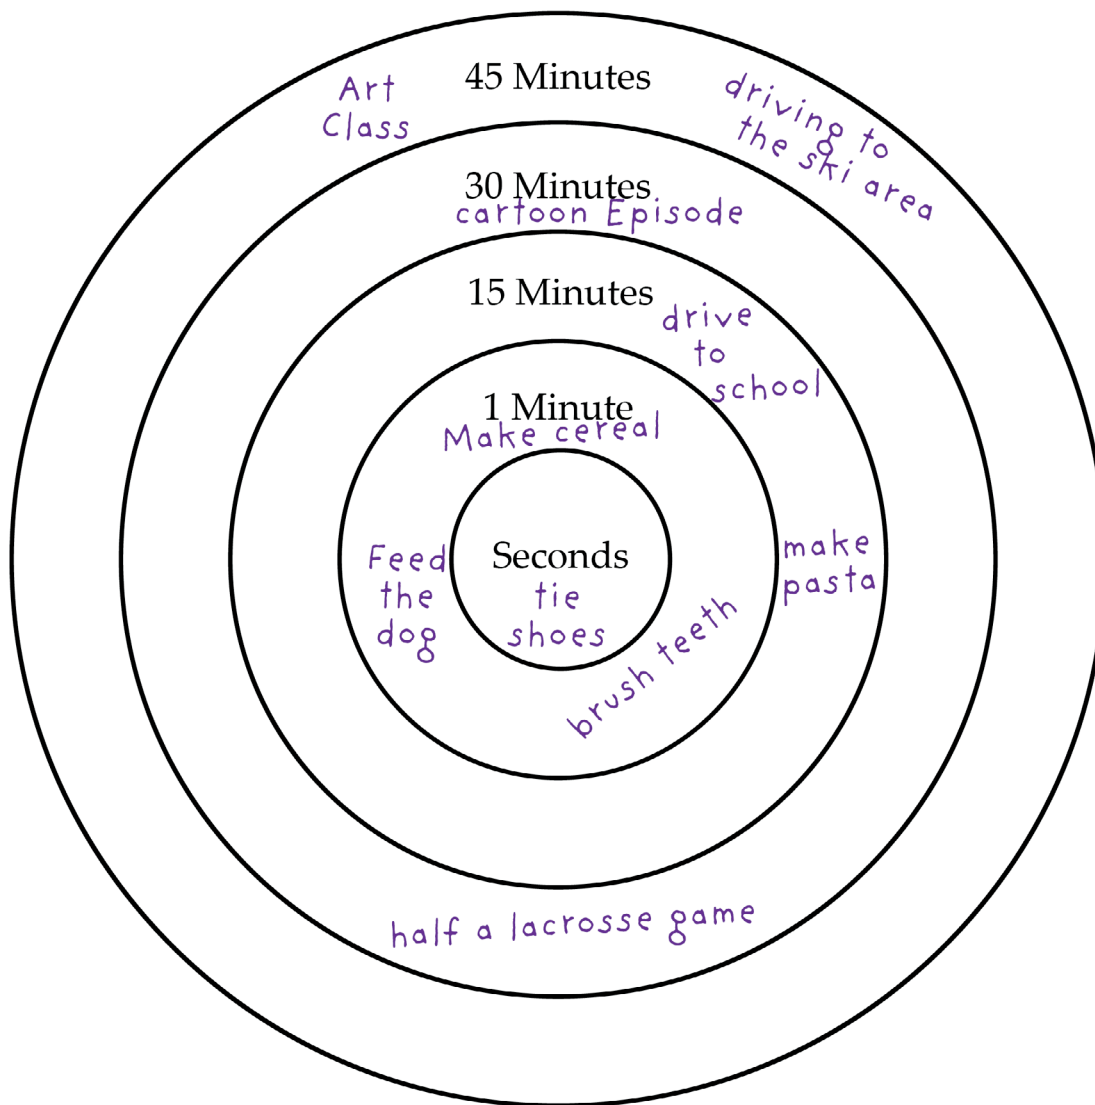 45 Minutes
Art
Class
driving to
the ski area
30 Minutes
cartoon Episode
15 Minutes
drive
to
school
1 Minute
Make cereal
Seconds
tie
shoes
Feed
the
dog
make
pasta
brush teeth
half a lacrosse game